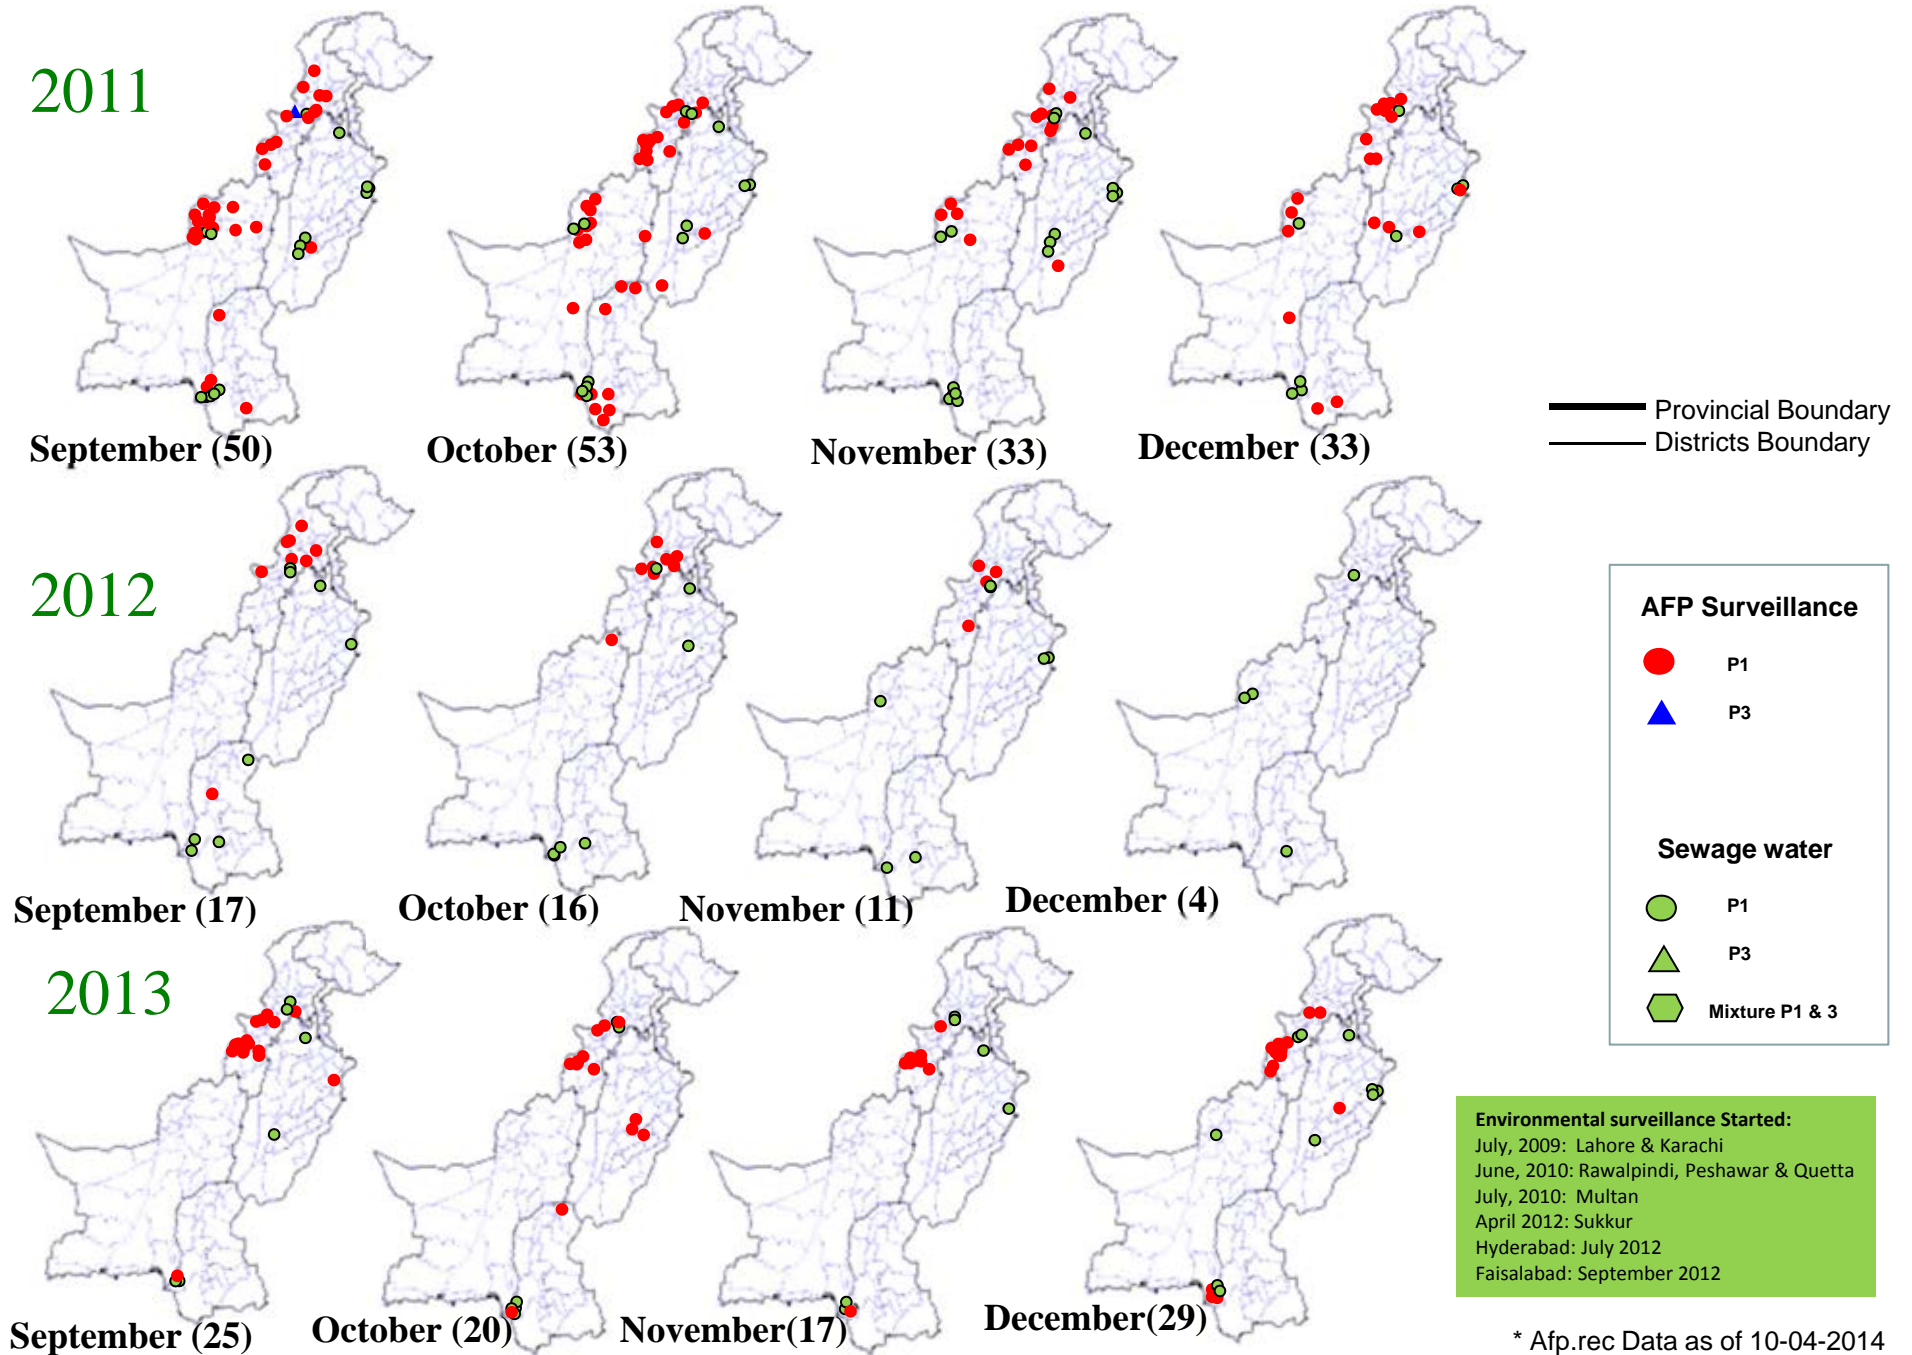 2011
September (50)
October (53)
November (33)
December (33)
Provincial Boundary
Districts Boundary
2012
September (17)
October (16)
November (11)
December (4)
AFP Surveillance
P1
P3
Sewage water
P1
P3
Mixture P1 & 3
2013
September (25)
October (20)
November(17)
December(29)
Environmental surveillance Started:
July, 2009: Lahore & Karachi
June, 2010: Rawalpindi, Peshawar & Quetta
July, 2010: Multan
April 2012: Sukkur
Hyderabad: July 2012
Faisalabad: September 2012
* Afp.rec Data as of 10-04-2014